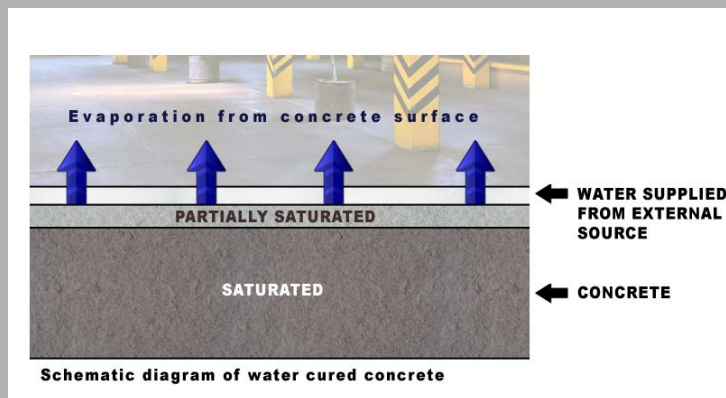 Evaporation from concrete surface
WATER SUPPLIED
FROM EXTERNAL
SOURCE
PARTIALLY SATURATED
SATURATED
CONCRETE
Schematic diagram of water cured concrete